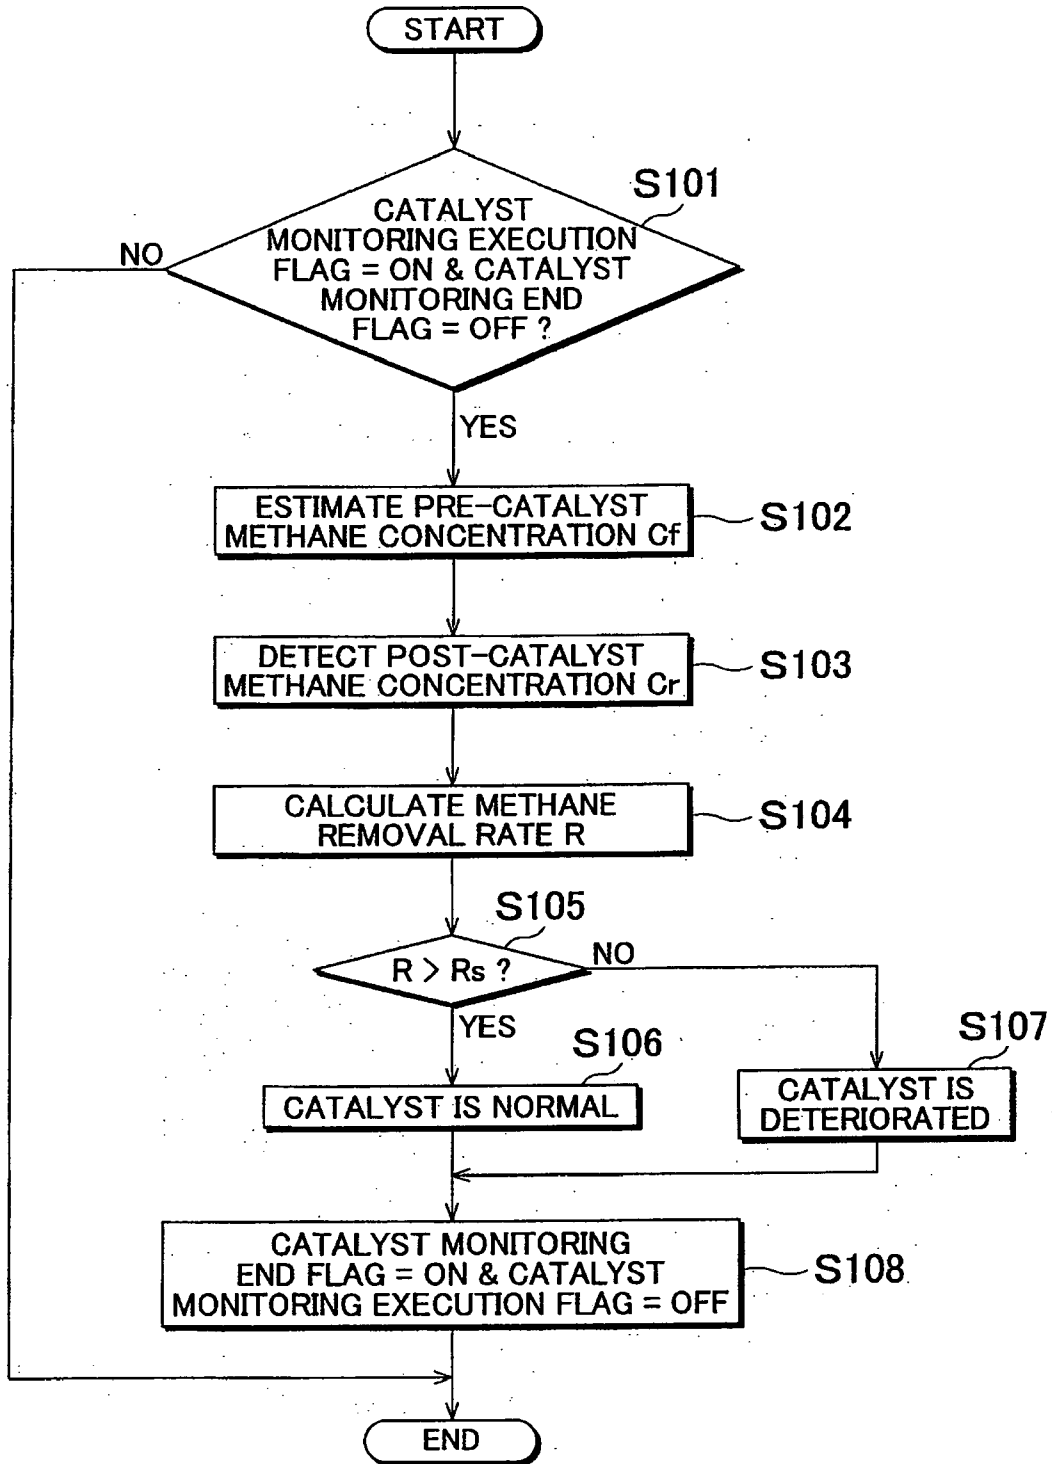 START
S101
CATALYST
MONITORING EXECUTION
FLAG = ON & CATALYST
MONITORING END
FLAG = OFF ?
NO
YES
ESTIMATE PRE-CATALYST
METHANE CONCENTRATION Cf
S102
DETECT POST-CATALYST
METHANE CONCENTRATION Cr
S103
CALCULATE METHANE
REMOVAL RATE R
S104
S105
R > Rs ?
NO
YES
S106
CATALYST IS NORMAL
S107
CATALYST IS
DETERIORATED
CATALYST MONITORING
END FLAG = ON & CATALYST
MONITORING EXECUTION FLAG = OFF
S108
END